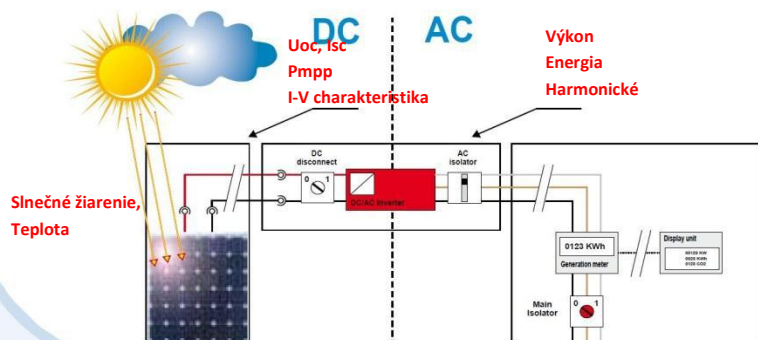 DC
AC
Uoc, Isc
Pmpp
I-V charakteristika
Výkon
Energia
Harmonické
Slnečné žiarenie,
Teplota
DC
disconnect
0 1
DC/AC Inverter
AC
isolator
0123 KWh
Generation meter
Display unit
Main
Isolator
0 1